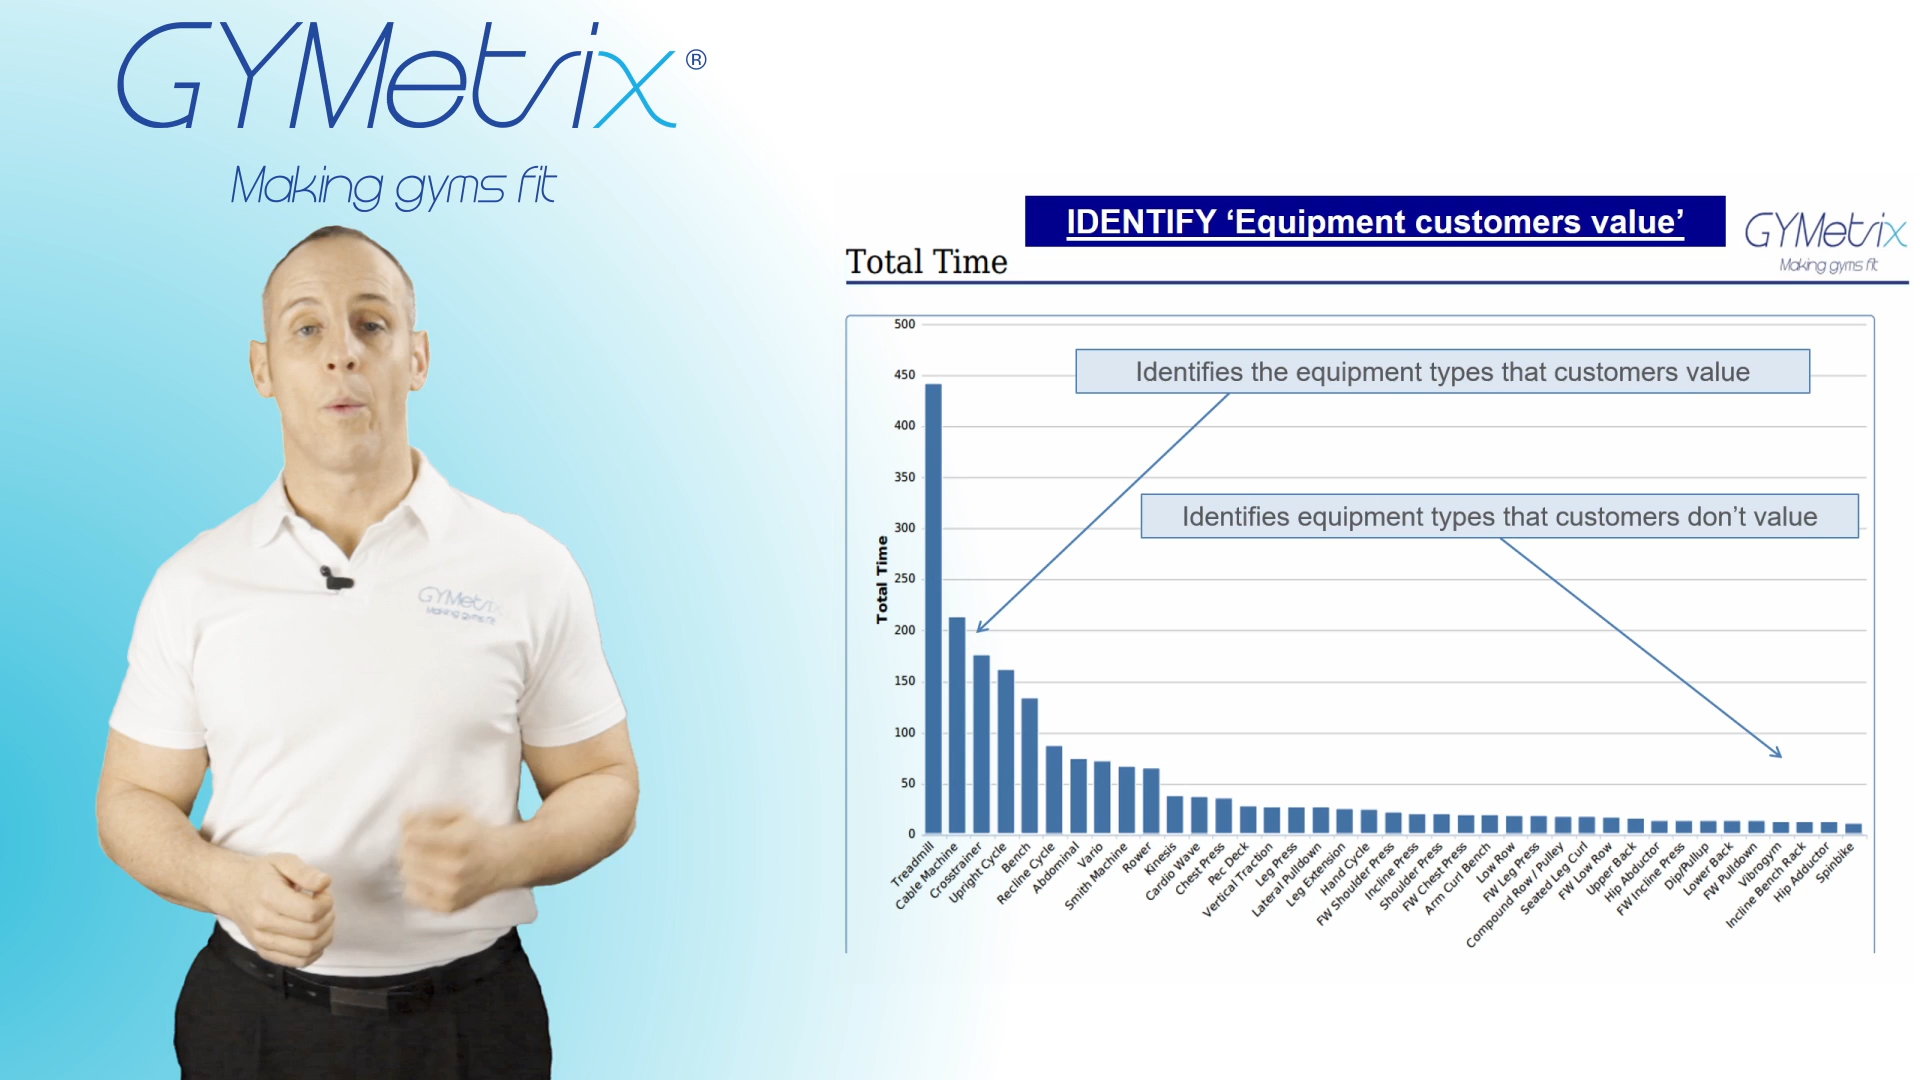 GYMetrix®
Making gyms fit
GYMetrix
Making gyms fit
IDENTIFY ‘Equipment customers value’
GYMetrix
Making gyms fit
Total Time
500
450
400
350
300
250
200
150
100
50
0
Total Time
Identifies the equipment types that customers value
Identifies equipment types that customers don’t value
Treadmill
Cable Machine
Crosstrainer
Upright Cycle
Bench
Recline Cycle
Abdominal
Vario
Smith Machine
Rower
Kinesis
Cardio Wave
Chest Press
Pec Deck
Vertical Traction
Leg Press
Lateral Pulldown
Leg Extension
Hand Cycle
FW Shoulder Press
Incline Press
Shoulder Press
FW Chest Press
Arm Curl Bench
Low Row
FW Leg Press
Compound Row / Pulley
Seated Leg Curl
FW Low Row
Upper Back
Hip Abductor
FW Incline Press
Dip/Pullup
Lower Back
FW Pulldown
Vibrogym
Incline Bench Rack
Hip Adductor
Spinbike